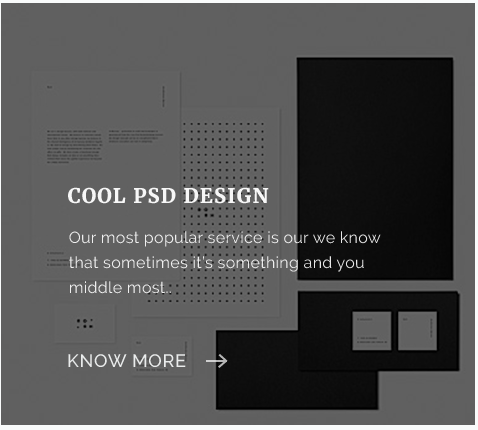 COOL PSD DESIGN
Our most popular service is our we know
that sometimes it's something and you
middle most..
KNOW MORE